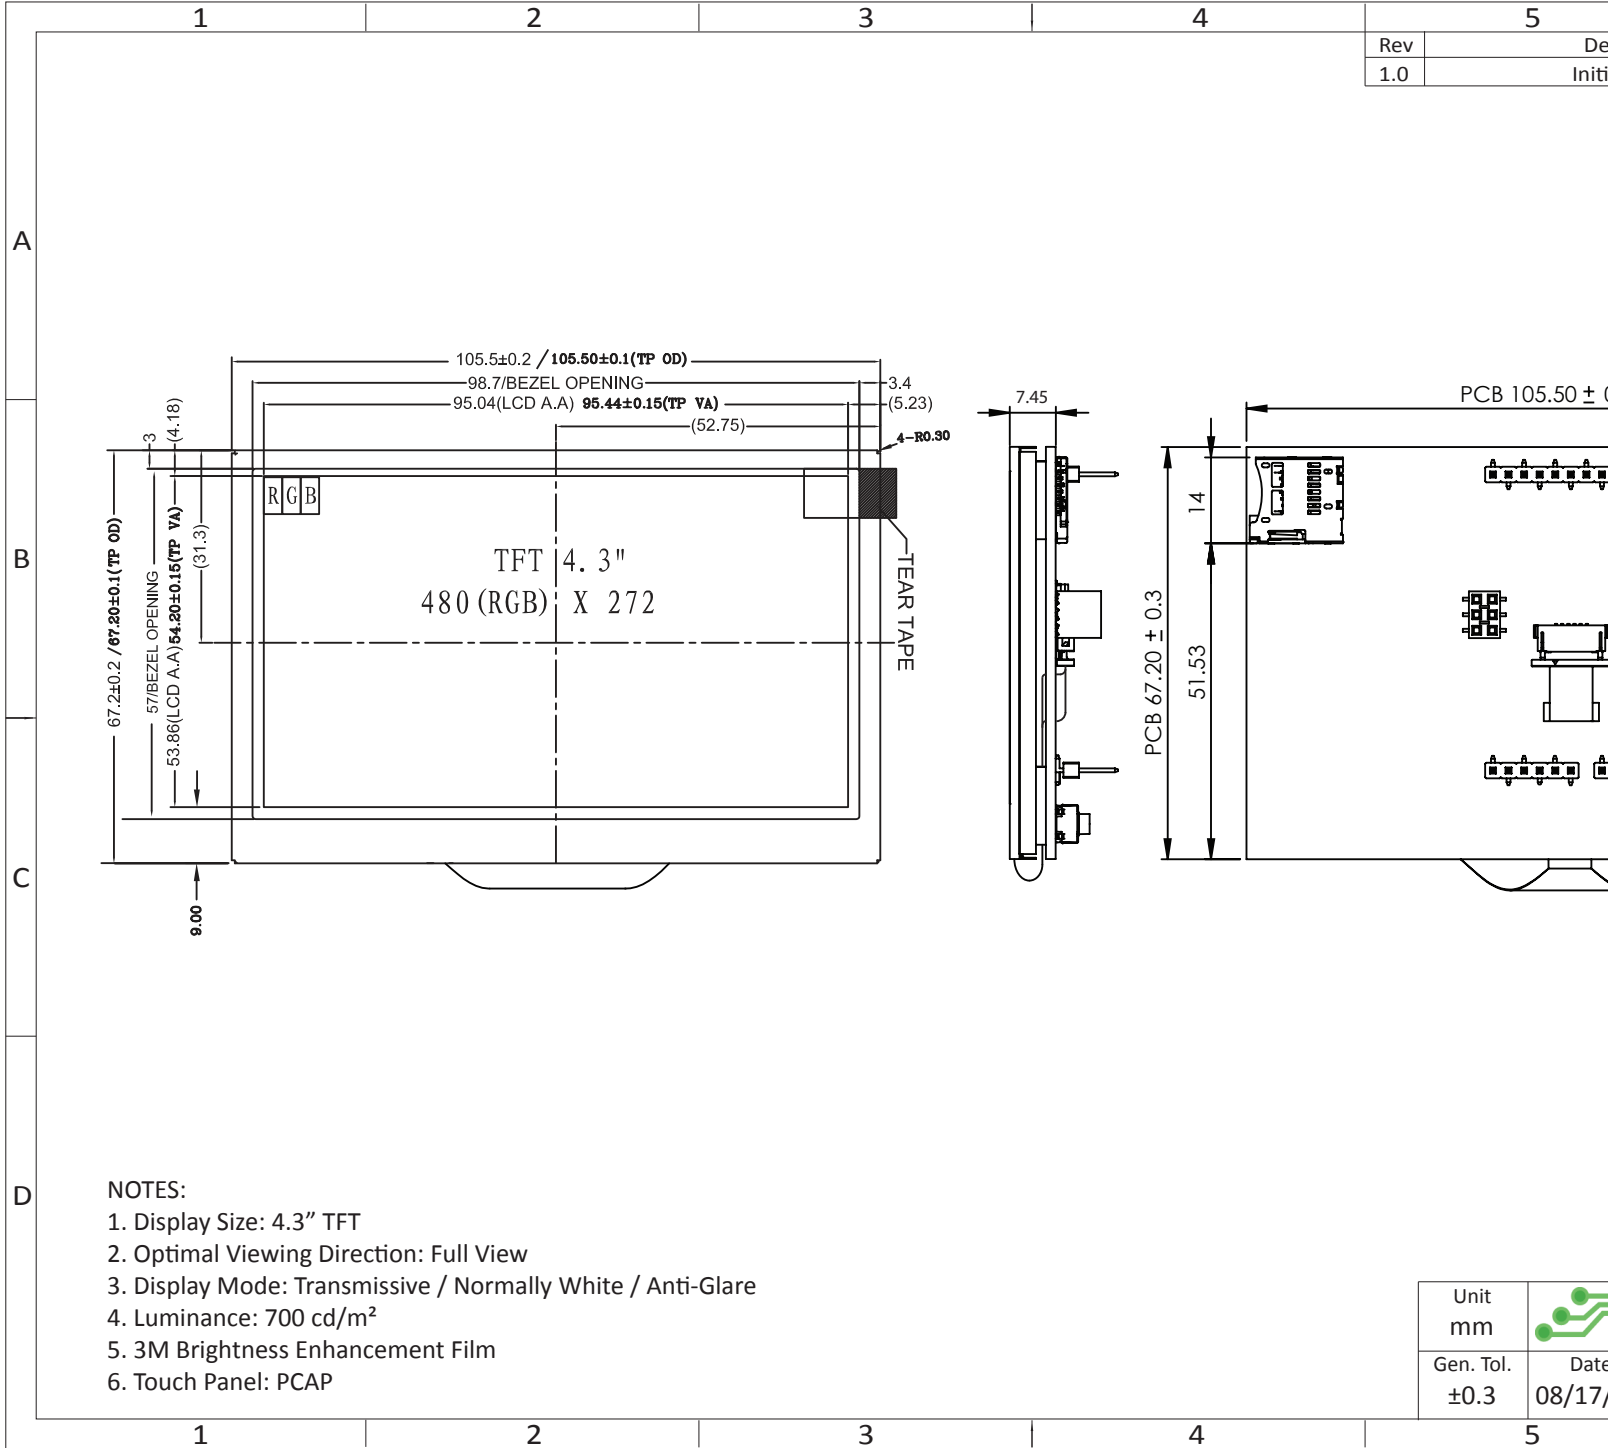 1 2 3 4 5
Rev De
1.0 Initi
A
B
C
D
105.5±0.2 / 105.50±0.1(TP OD)
98.7/BEZEL OPENING
3.4
95.04(LCD A.A) 95.44±0.15(TP VA)
(5.23)
(52.75)
4-R0.30
3
(4.18)
67.2±0.2 / 67.20±0.1(TP OD)
57/BEZEL OPENING
53.86(LCD A.A) 54.20±0.15(TP VA)
(31.3)
9.00
R G B
TFT 4.3"
480(RGB) X 272
TEAR TAPE
7.45
PCB 105.50 ± 0
PCB 67.20 ± 0.3
14
51.53
NOTES:
1. Display Size: 4.3” TFT
2. Optimal Viewing Direction: Full View
3. Display Mode: Transmissive / Normally White / Anti-Glare
4. Luminance: 700 cd/m²
5. 3M Brightness Enhancement Film
6. Touch Panel: PCAP
Unit
mm
Gen. Tol. Date
±0.3 08/17/
1 2 3 4 5